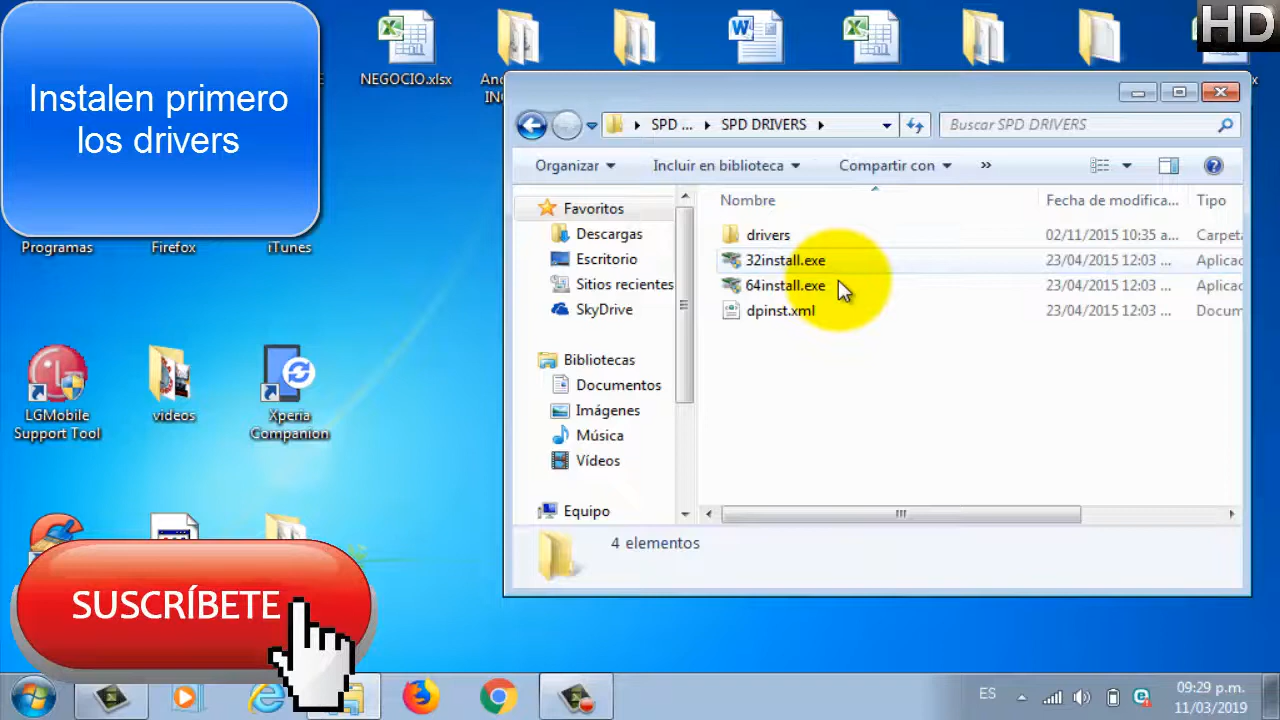 Instalen primero
los drivers
HD
NEGOCIO.xlsx
Programas
Firefox
iTunes
SPD ...
SPD DRIVERS
Buscar SPD DRIVERS
Organizar
Incluir en biblioteca
Compartir con
»
Nombre
Fecha de modifica...
Tipo
Favoritos
Descargas
Escritorio
Sitios recientes
SkyDrive
Bibliotecas
Documentos
Imágenes
Música
Vídeos
Equipo
drivers
02/11/2015 10:35 a...
Carpeta
32install.exe
23/04/2015 12:03 ...
Aplicac
64install.exe
23/04/2015 12:03 ...
Aplicac
dpinst.xml
23/04/2015 12:03 ...
Docum
4 elementos
LGMobile
Support Tool
videos
Xperia
Companion
SUSCRÍBETE
ES
09:29 p.m.
11/03/2019